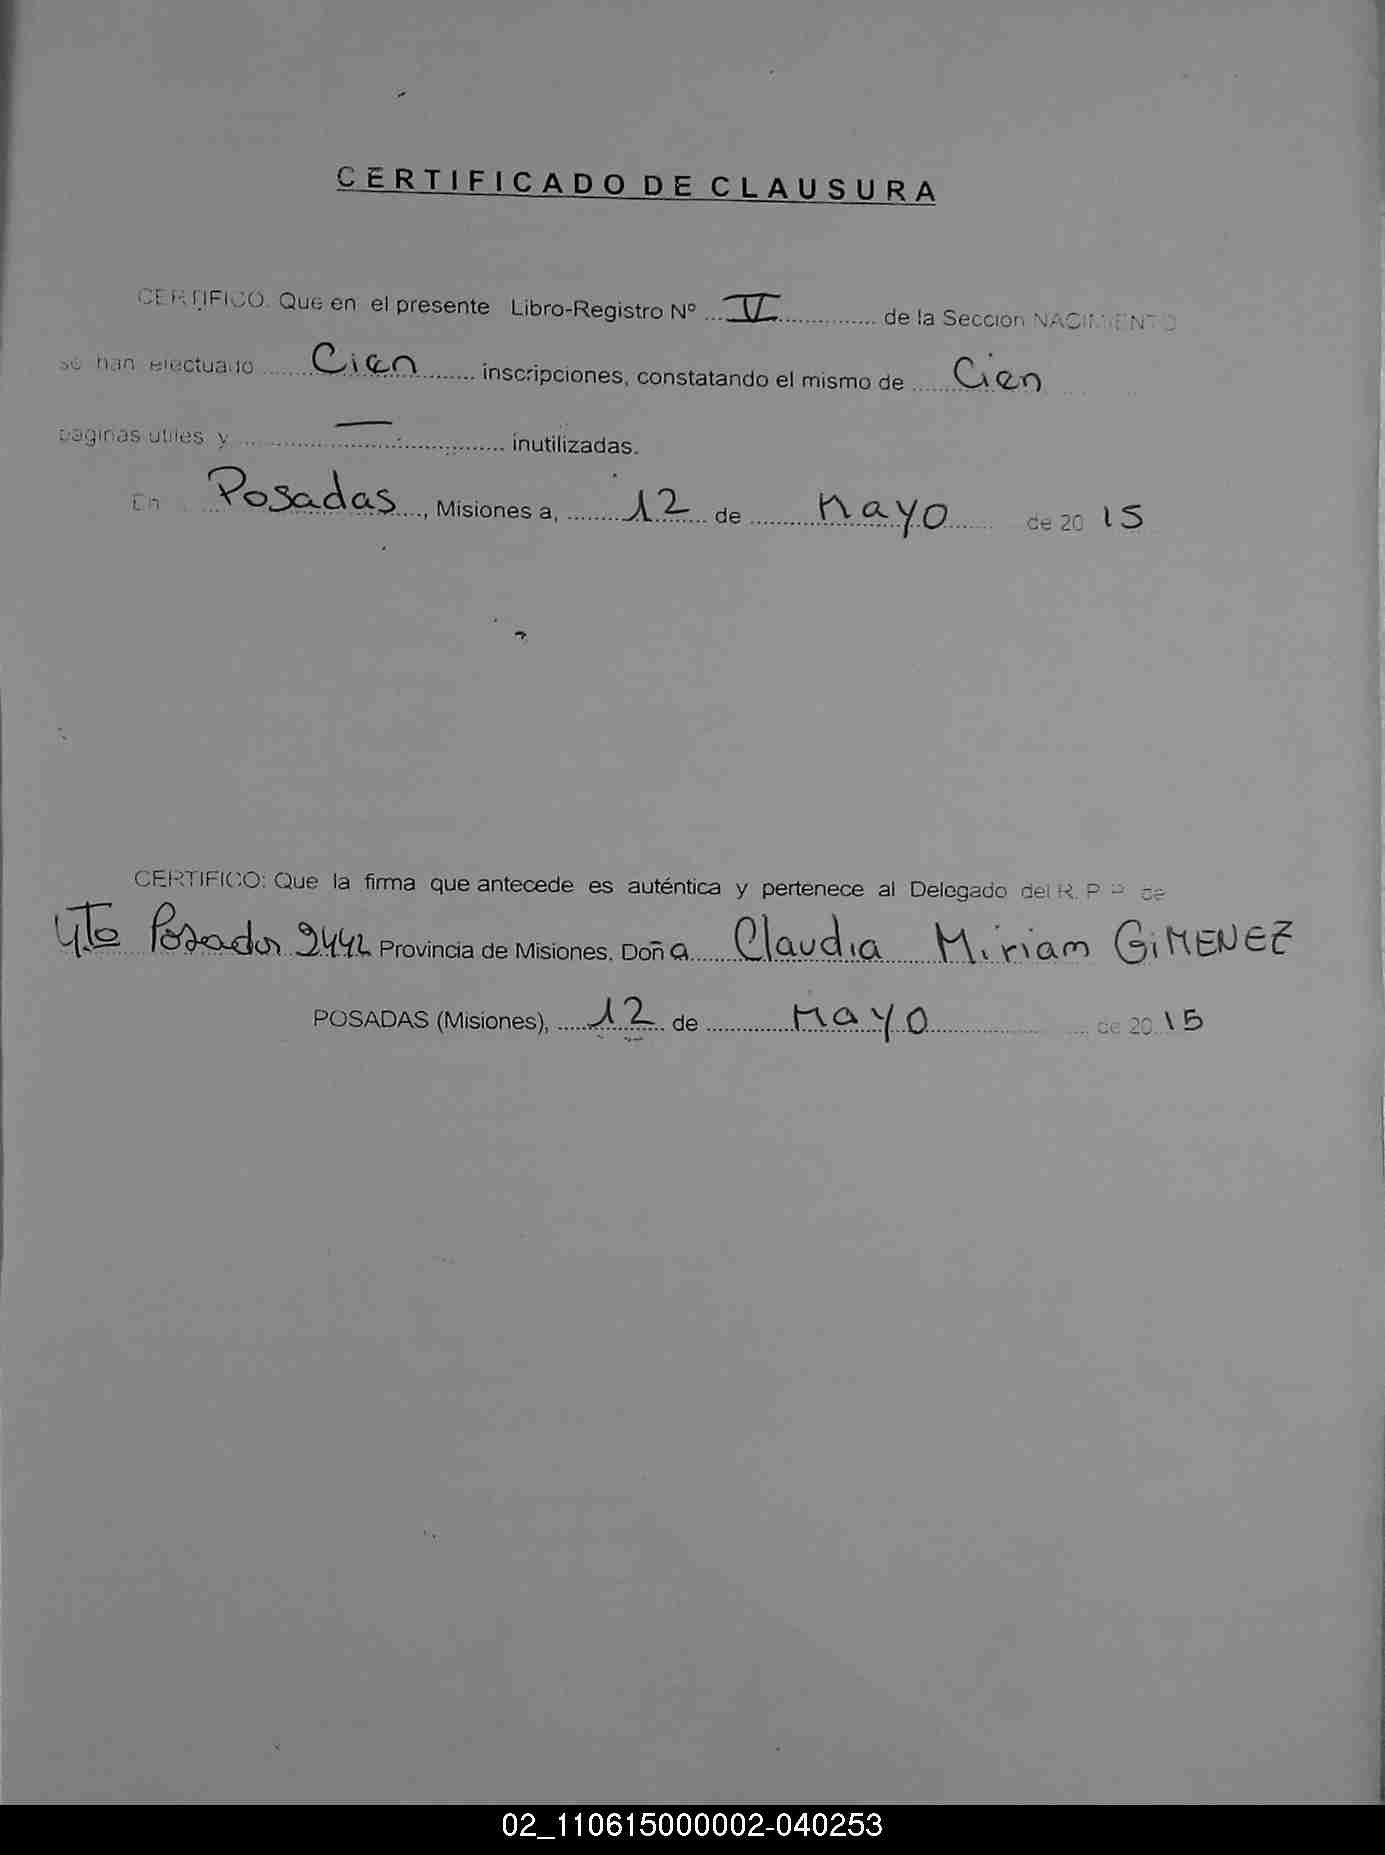 CERTIFICADO DE CLAUSURA
CERTIFICO. Que en el presente Libro-Registro Nº ... V ... de la Sección NACIMIENTO
se han efectuado ... Cien ... inscripciones, constatando el mismo de ... Cien
paginas utiles y ... — ... inutilizadas.
En Posadas ..., Misiones a, ... 12 ... de ... Mayo ... de 20 15
CERTIFICO: Que la firma que antecede es auténtica y pertenece al Delegado del R. P. P. de
4ta Posadas 2442 Provincia de Misiones, Doña ... Claudia Miriam GIMENEZ
POSADAS (Misiones), ... 12 ... de ... Mayo ... de 20 15
02_110615000002-040253